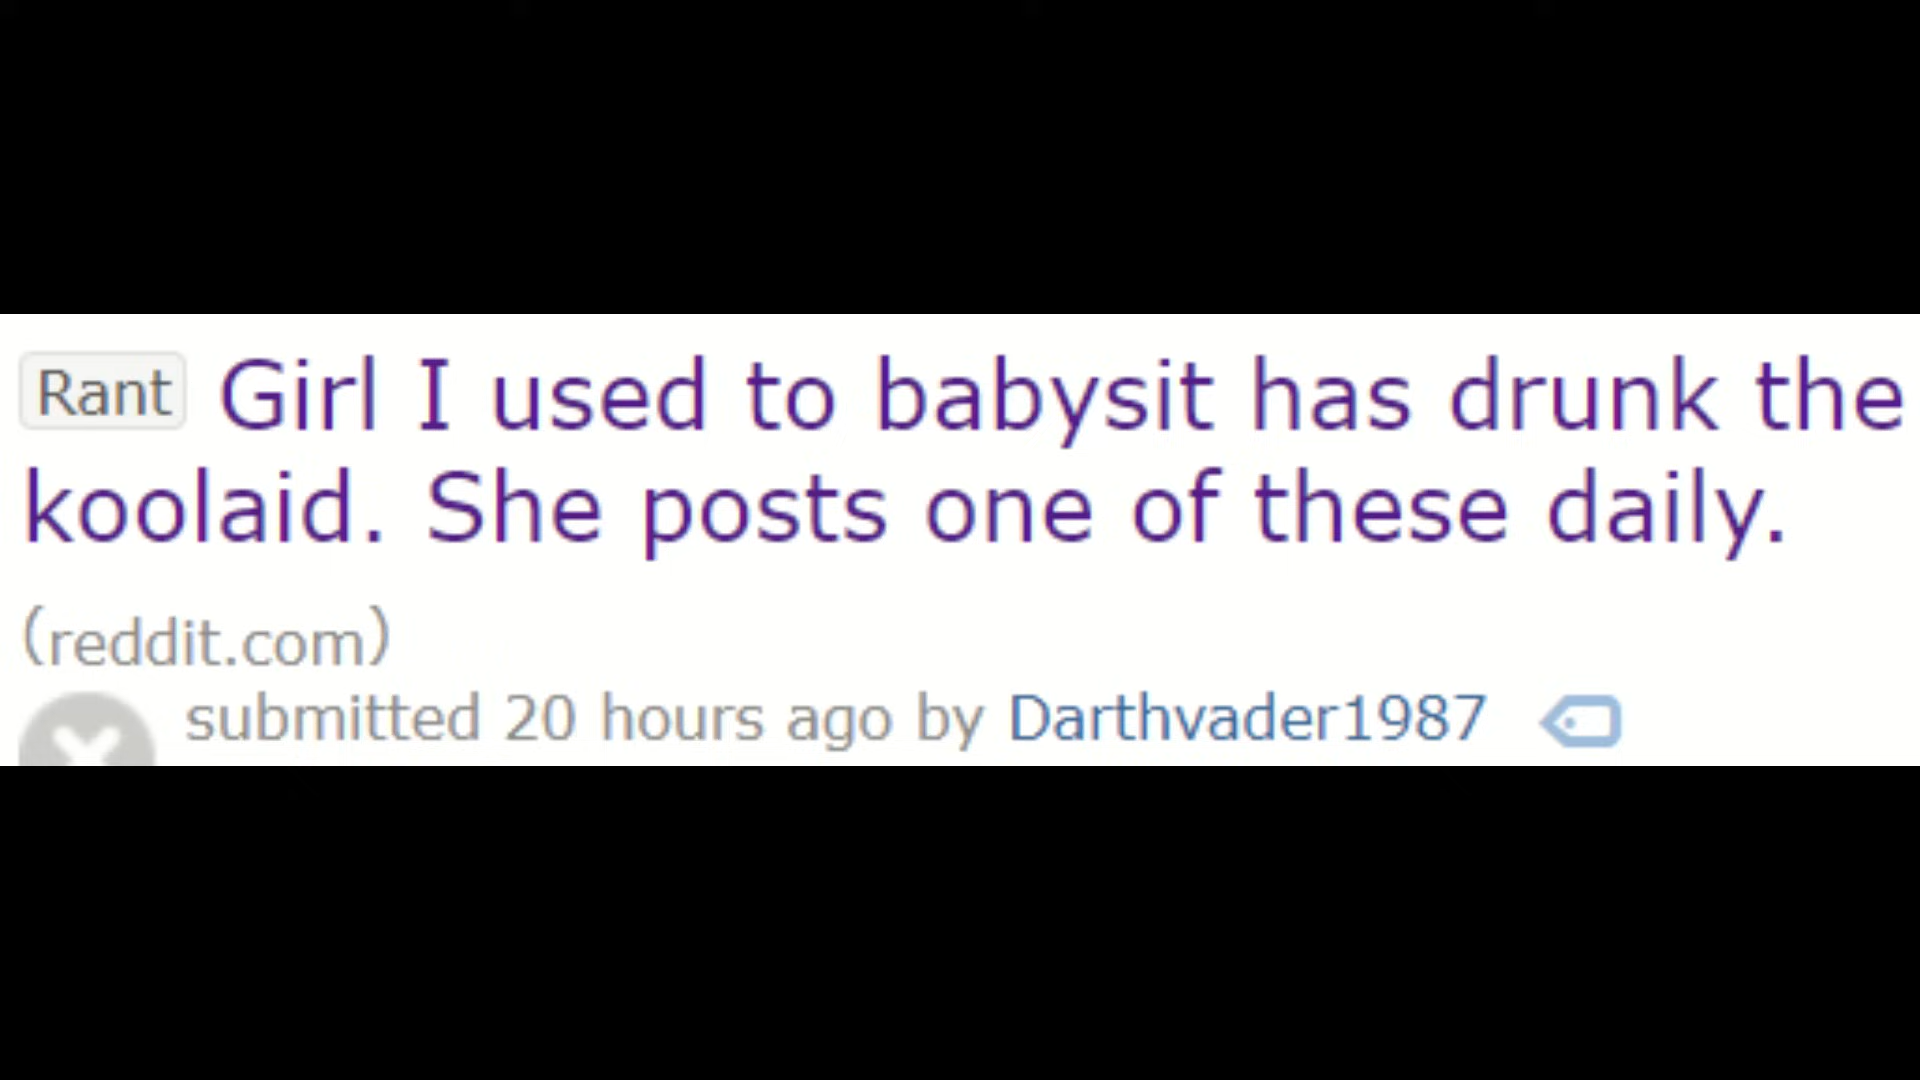 Rant Girl I used to babysit has drunk the
koolaid. She posts one of these daily.
(reddit.com)
submitted 20 hours ago by Darthvader1987